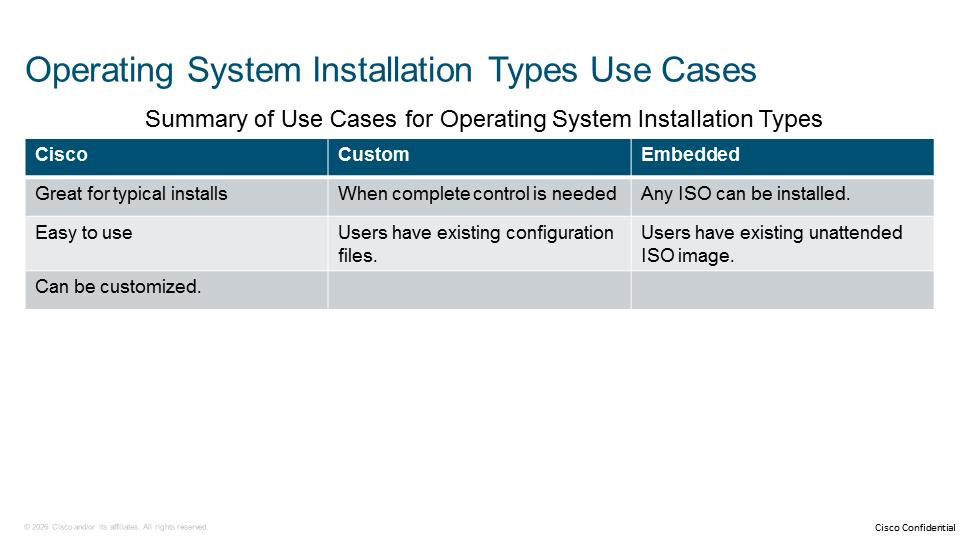 Operating System Installation Types Use Cases
Summary of Use Cases for Operating System Installation Types
Cisco Custom Embedded
Great for typical installs When complete control is needed Any ISO can be installed.
Easy to use Users have existing configuration Users have existing unattended
files. ISO image.
Can be customized.
© 2026 Cisco and/or its affiliates. All rights reserved. Cisco Confidential